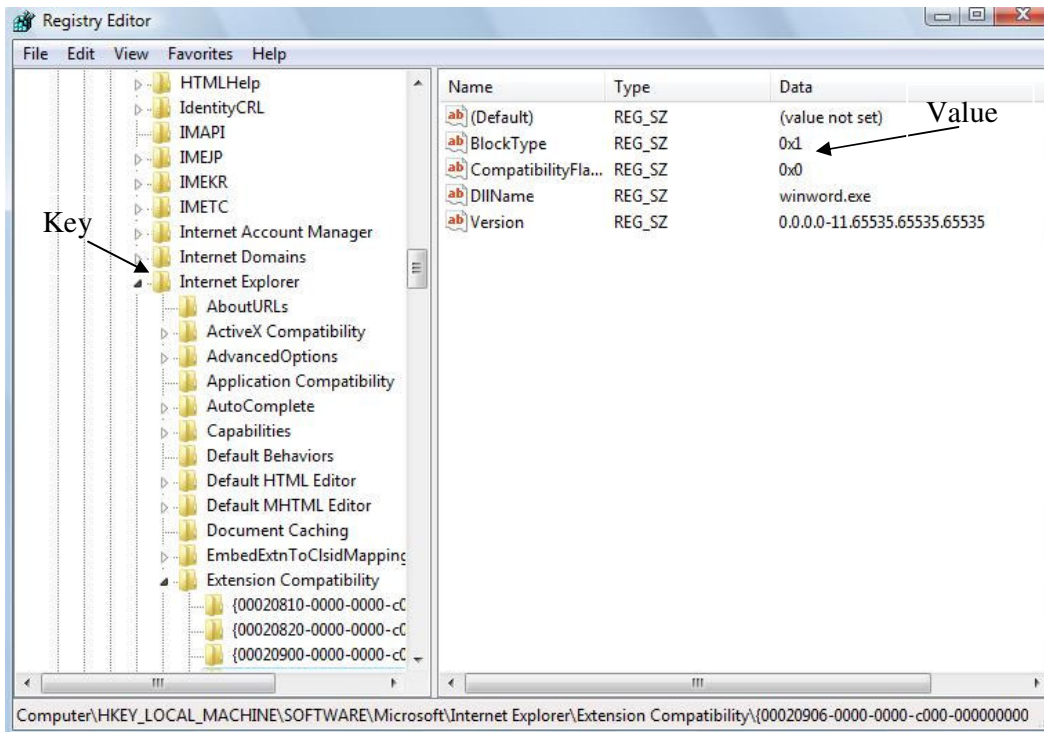 Registry Editor
File Edit View Favorites Help
HTMLHelp
IdentityCRL
IMAPI
IMEJP
IMEKR
IMETC
Key
Internet Account Manager
Internet Domains
Internet Explorer
AboutURLs
ActiveX Compatibility
AdvancedOptions
Application Compatibility
AutoComplete
Capabilities
Default Behaviors
Default HTML Editor
Default MHTML Editor
Document Caching
EmbedExtnToClsidMapping
Extension Compatibility
{00020810-0000-0000-c0
{00020820-0000-0000-c0
{00020900-0000-0000-c0
Name Type Data
Value
ab (Default) REG_SZ (value not set)
ab BlockType REG_SZ 0x1
ab CompatibilityFla... REG_SZ 0x0
ab DllName REG_SZ winword.exe
ab Version REG_SZ 0.0.0.0-11.65535.65535.65535
Computer\HKEY_LOCAL_MACHINE\SOFTWARE\Microsoft\Internet Explorer\Extension Compatibility\{00020906-0000-0000-c000-000000000